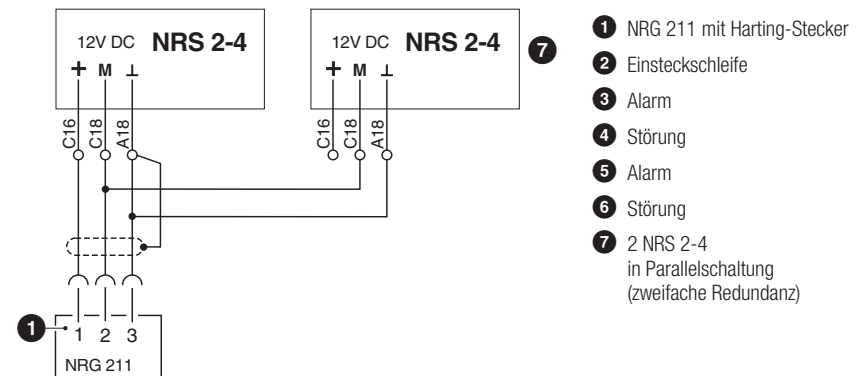 12V DC NRS 2-4
+ M ⊥
C16 C18 A18
12V DC NRS 2-4
+ M ⊥
C16 C18 A18
7
1
1 2 3
NRG 211
1 NRG 211 mit Harting-Stecker
2 Einsteckschleife
3 Alarm
4 Störung
5 Alarm
6 Störung
7 2 NRS 2-4
in Parallelschaltung
(zweifache Redundanz)